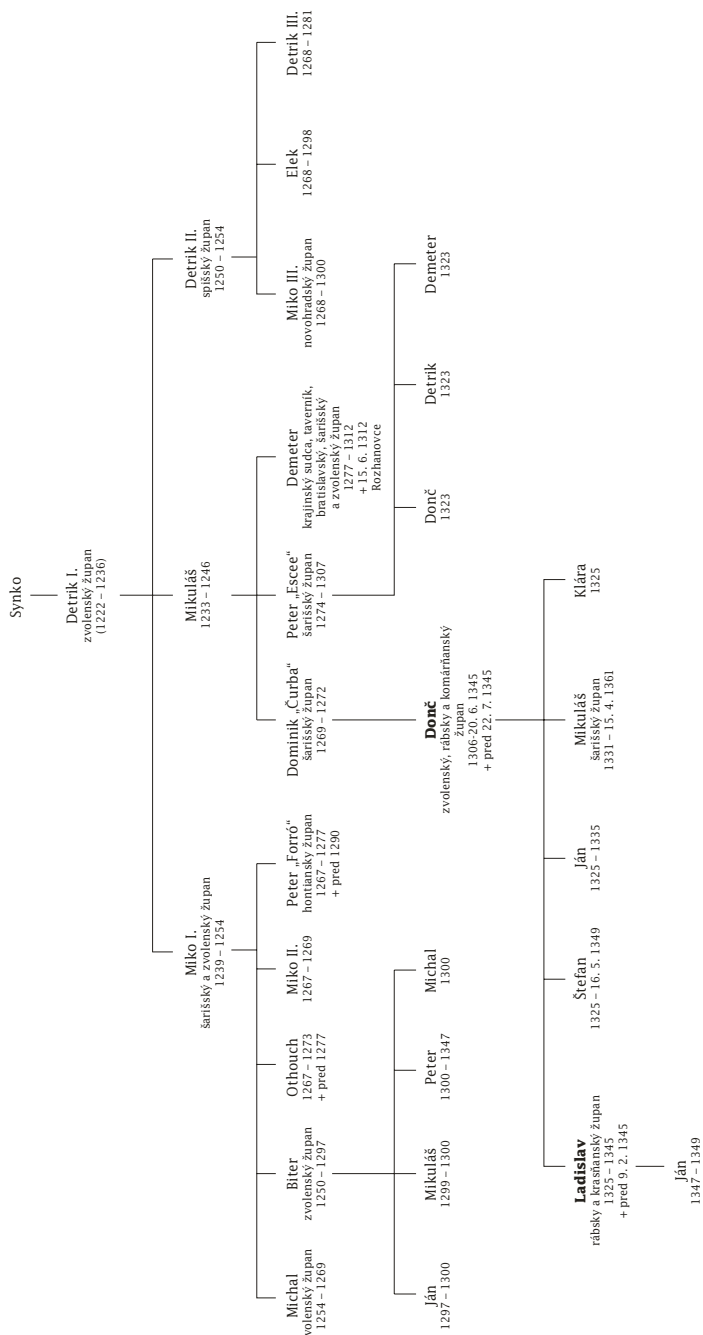 Synko
Detrik I.
zvolenský župan
(1222 – 1236)
Miko I.
šarišský a zvolenský župan
1239 – 1254
Mikuláš
1233 – 1246
Detrik II.
spišský župan
1250 – 1254
Michal
volenský župan
1254 – 1269
Biter
zvolenský župan
1250 – 1297
Othouch
1267 – 1273
+ pred 1277
Miko II.
1267 – 1269
Peter „Forró“
hontiansky župan
1267 – 1277
+ pred 1290
Dominik „Čurba“
šarišský župan
1269 – 1272
Peter „Escee“
šarišský župan
1274 – 1307
Demeter
krajinský sudca, taverník,
bratislavský, šarišský
a zvolenský župan
1277 – 1312
+ 15. 6. 1312
Rozhanovce
Miko III.
novohradský župan
1268 – 1300
Elek
1268 – 1298
Detrik III.
1268 – 1281
Ján
1297 – 1300
Mikuláš
1299 – 1300
Peter
1300 – 1347
Michal
1300
Donč
zvolenský, rábsky a komárňanský
župan
1306-20. 6. 1345
+ pred 22. 7. 1345
Donč
1323
Detrik
1323
Demeter
1323
Ladislav
rábsky a krasňanský župan
1325 – 1345
+ pred 9. 2. 1345
Štefan
1325 – 16. 5. 1349
Ján
1325 – 1335
Mikuláš
šarišský župan
1331 – 15. 4. 1361
Klára
1325
Ján
1347 – 1349